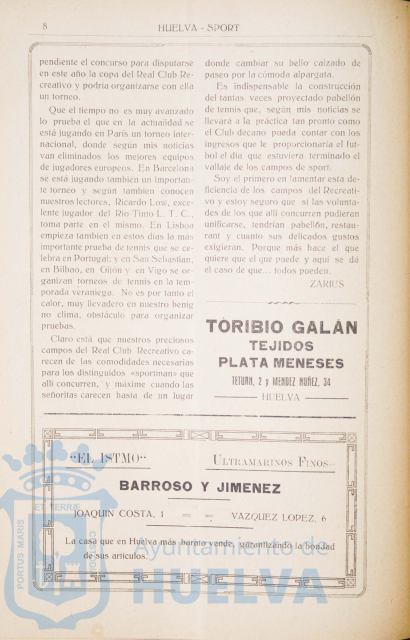 8
HUELVA - SPORT
pendiente el concurso para disputarse
en este año la copa del Real Club Re-
creativo y podría organizarse con ella
un torneo.
Que el tiempo no es muy avanzado
lo prueba el que en la actualidad se
está jugando en París un torneo inter-
nacional, donde según mis noticias
van eliminados los mejores equipos
de jugadores europeos. En Barcelona
se está jugando también un importan-
te torneo y según tambien conocen
nuestros lectores, Ricardo Low, exce-
lente jugador del Río Tinto L. T. C.,
toma parte en el mismo. En Lisboa
empieza tambien en estos días la más
importante prueba de tennis que se ce-
lebra en Portugal; y en San Sebastian,
en Bilbao, en Gijón y en Vigo se or-
ganizan torneos de tennis en la tem-
porada veraniega. No es por tanto el
calor, muy llevadero en nuestro benig
no clima, obstáculo para organizar
pruebas.
Claro está que nuestros preciosos
campos del Real Club Recreativo ca-
recen de las comodidades necesarias
para los distinguidos «sportman» que
allí concurren, y máxime cuando las
señoritas carecen hasta de un lugar
donde cambiar su bello calzado de
paseo por la cómoda alpargata.
Es indispensable la construcción
del tantas veces proyectado pabellón
de tennis que, según mis noticias se
llevará a la práctica tan pronto como
el Club decano pueda contar con los
ingresos que le proporcionaría el fut-
bol el dia que estuviera terminado el
vallaje de los campos de sport.
Soy el primero en lamentar esta de-
ficiencia de los campos del Recreati-
vo y estoy seguro que si las volunta-
des de los que allí concurren pudieran
unificarse, tendrían pabellón, restau-
rant y cuanto sus delicados gustos
exigieran. Porque más hace el que
quiere que el que puede y aquí se dá
el caso de que... todos pueden.
ZARIUS
TORIBIO GALÁN
TEJIDOS
PLATA MENESES
TETUÁN, 2 y MENDEZ NÚÑEZ, 34
HUELVA
"EL ISTMO"
ULTRAMARINOS FINOS
BARROSO Y JIMENEZ
JOAQUIN COSTA, 1 = = VAZQUEZ LOPEZ, 6
La casa que en Huelva más barato vende, garantizando la bondad
de sus artículos.
PORTUS MARIS
ET TERRÆ
CUSTODIA
Ayuntamiento de
HUELVA